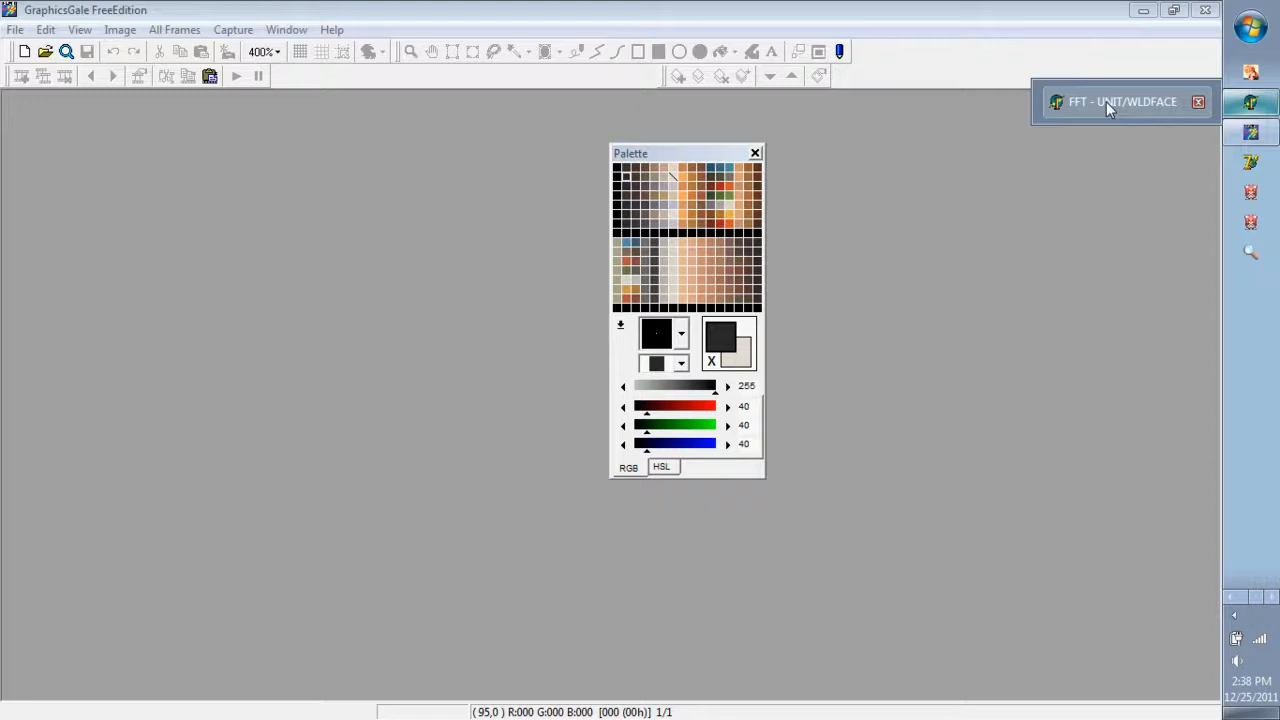 GraphicsGale FreeEdition
File Edit View Image All Frames Capture Window Help
400%
FFT - UNIT/WLDFACE
Palette
X
255
40
40
40
RGB HSL
2:38 PM
12/25/2011
( 95,0 ) R:000 G:000 B:000 [000 (00h)] 1/1